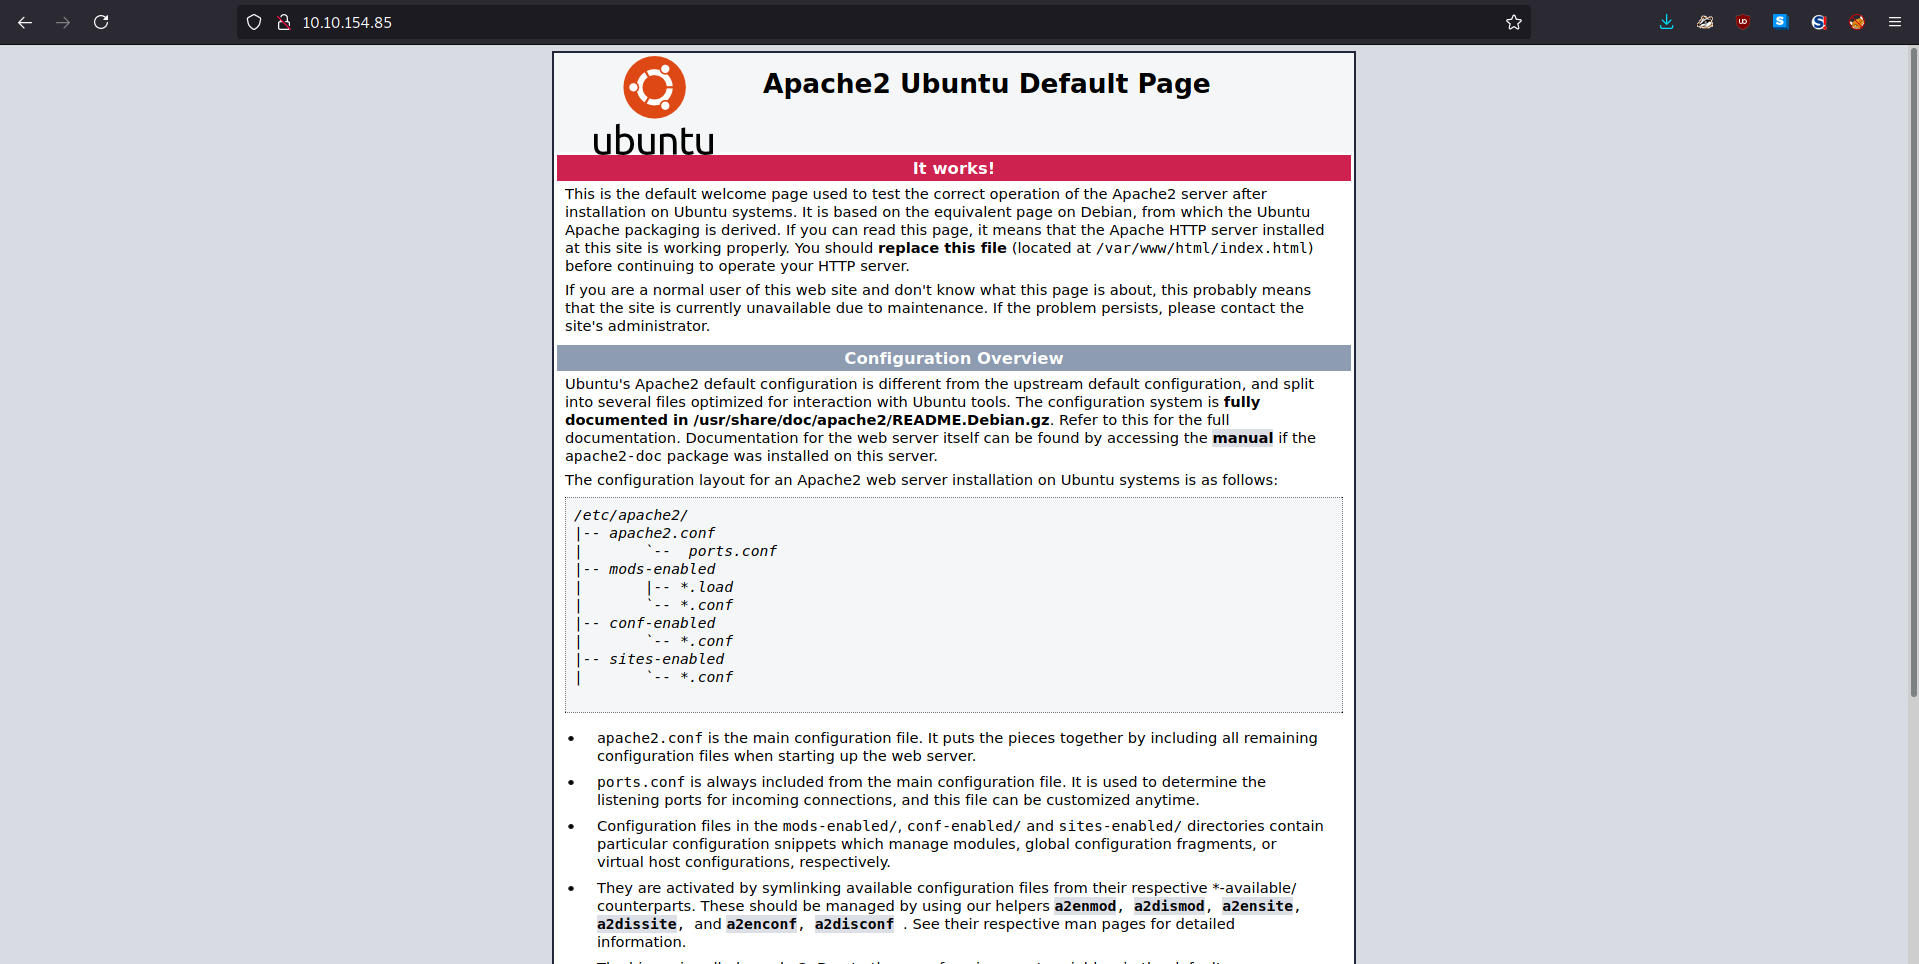 10.10.154.85
Apache2 Ubuntu Default Page
ubuntu
It works!
This is the default welcome page used to test the correct operation of the Apache2 server after
installation on Ubuntu systems. It is based on the equivalent page on Debian, from which the Ubuntu
Apache packaging is derived. If you can read this page, it means that the Apache HTTP server installed
at this site is working properly. You should replace this file (located at /var/www/html/index.html)
before continuing to operate your HTTP server.
If you are a normal user of this web site and don't know what this page is about, this probably means
that the site is currently unavailable due to maintenance. If the problem persists, please contact the
site's administrator.
Configuration Overview
Ubuntu's Apache2 default configuration is different from the upstream default configuration, and split
into several files optimized for interaction with Ubuntu tools. The configuration system is fully
documented in /usr/share/doc/apache2/README.Debian.gz. Refer to this for the full
documentation. Documentation for the web server itself can be found by accessing the manual if the
apache2-doc package was installed on this server.
The configuration layout for an Apache2 web server installation on Ubuntu systems is as follows:
/etc/apache2/
|-- apache2.conf
|       `--  ports.conf
|-- mods-enabled
|       |-- *.load
|       `-- *.conf
|-- conf-enabled
|       `-- *.conf
|-- sites-enabled
|       `-- *.conf
• apache2.conf is the main configuration file. It puts the pieces together by including all remaining
configuration files when starting up the web server.
• ports.conf is always included from the main configuration file. It is used to determine the
listening ports for incoming connections, and this file can be customized anytime.
• Configuration files in the mods-enabled/, conf-enabled/ and sites-enabled/ directories contain
particular configuration snippets which manage modules, global configuration fragments, or
virtual host configurations, respectively.
• They are activated by symlinking available configuration files from their respective *-available/
counterparts. These should be managed by using our helpers a2enmod, a2dismod, a2ensite,
a2dissite, and a2enconf, a2disconf . See their respective man pages for detailed
information.